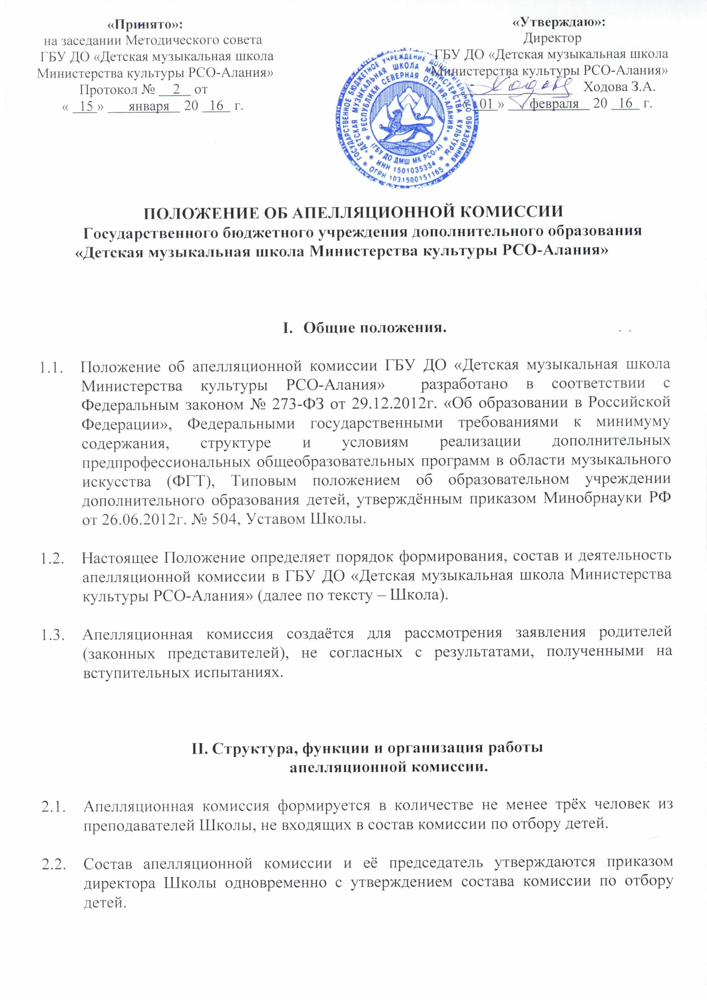 «Принято»:
на заседании Методического совета
ГБУ ДО «Детская музыкальная школа
Министерства культуры РСО-Алания»
Протокол № 2 от
« 15 » января 20 16 г.
«Утверждаю»:
Директор
ГБУ ДО «Детская музыкальная школа
Министерства культуры РСО-Алания»
Ходова З.А.
« 01 » февраля 20 16 г.
ГОСУДАРСТВЕННОЕ БЮДЖЕТНОЕ УЧРЕЖДЕНИЕ ДОПОЛНИТЕЛЬНОГО ОБРАЗОВАНИЯ
«ДЕТСКАЯ МУЗЫКАЛЬНАЯ ШКОЛА МИНИСТЕРСТВА КУЛЬТУРЫ
РЕСПУБЛИКИ СЕВЕРНАЯ ОСЕТИЯ-АЛАНИЯ»
(ГБУ ДО ДМШ МК РСО-А)
ИНН 1501035334
ОГРН 1031500151165
ПОЛОЖЕНИЕ ОБ АПЕЛЛЯЦИОННОЙ КОМИССИИ
Государственного бюджетного учреждения дополнительного образования
«Детская музыкальная школа Министерства культуры РСО-Алания»
I. Общие положения.
1.1. Положение об апелляционной комиссии ГБУ ДО «Детская музыкальная школа
Министерства культуры РСО-Алания» разработано в соответствии с
Федеральным законом № 273-ФЗ от 29.12.2012г. «Об образовании в Российской
Федерации», Федеральными государственными требованиями к минимуму
содержания, структуре и условиям реализации дополнительных
предпрофессиональных общеобразовательных программ в области музыкального
искусства (ФГТ), Типовым положением об образовательном учреждении
дополнительного образования детей, утверждённым приказом Минобрнауки РФ
от 26.06.2012г. № 504, Уставом Школы.
1.2. Настоящее Положение определяет порядок формирования, состав и деятельность
апелляционной комиссии в ГБУ ДО «Детская музыкальная школа Министерства
культуры РСО-Алания» (далее по тексту – Школа).
1.3. Апелляционная комиссия создаётся для рассмотрения заявления родителей
(законных представителей), не согласных с результатами, полученными на
вступительных испытаниях.
II. Структура, функции и организация работы
апелляционной комиссии.
2.1. Апелляционная комиссия формируется в количестве не менее трёх человек из
преподавателей Школы, не входящих в состав комиссии по отбору детей.
2.2. Состав апелляционной комиссии и её председатель утверждаются приказом
директора Школы одновременно с утверждением состава комиссии по отбору
детей.